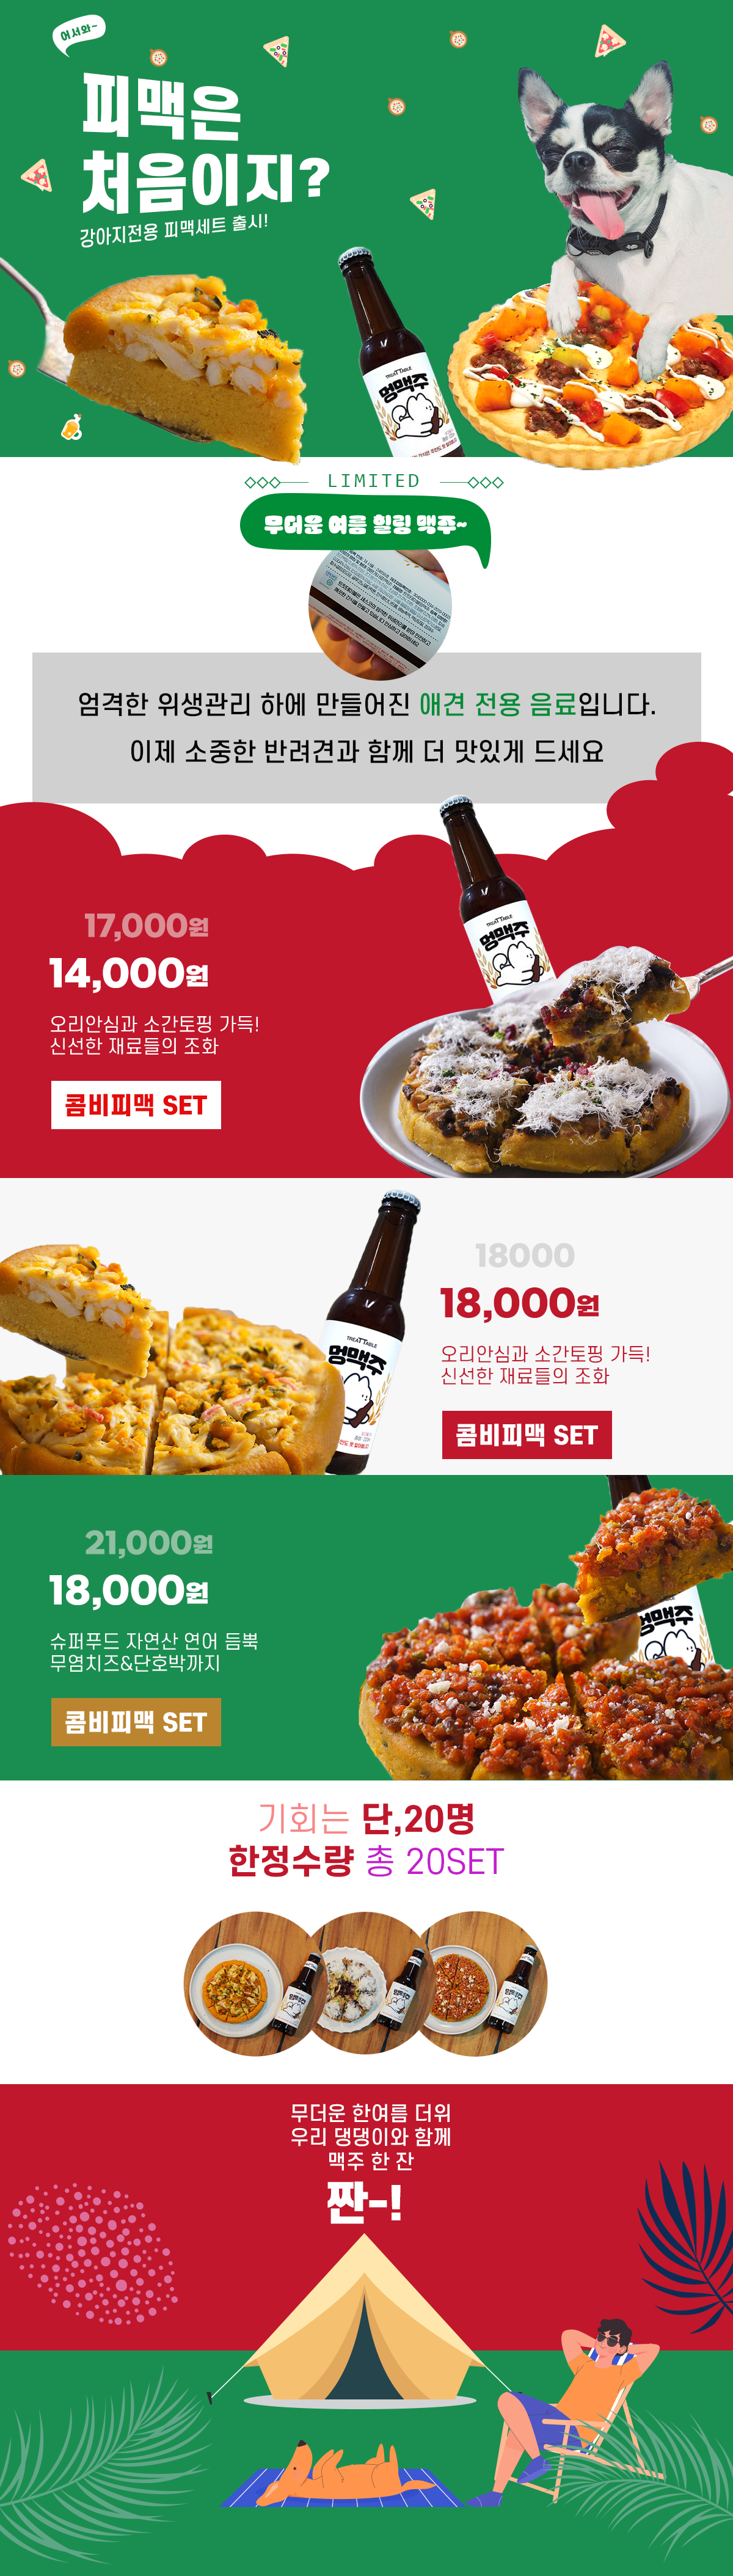 어서와~
피맥은
처음이지?
강아지전용 피맥세트 출시!
TREAT TABLE
멍맥주
LIMITED
무더운 여름 힐링 맥주~
엄격한 위생관리 하에 만들어진 애견 전용 음료입니다.
이제 소중한 반려견과 함께 더 맛있게 드세요
TREAT TABLE
멍맥주
17,000원
14,000원
오리안심과 소간토핑 가득!
신선한 재료들의 조화
콤비피맥 SET
TREAT TABLE
멍맥주
18000
18,000원
오리안심과 소간토핑 가득!
신선한 재료들의 조화
콤비피맥 SET
21,000원
18,000원
슈퍼푸드 자연산 연어 듬뿍
무염치즈&단호박까지
콤비피맥 SET
멍맥주
기회는 단,20명
한정수량 총 20SET
무더운 한여름 더위
우리 댕댕이와 함께
맥주 한 잔
짠-!